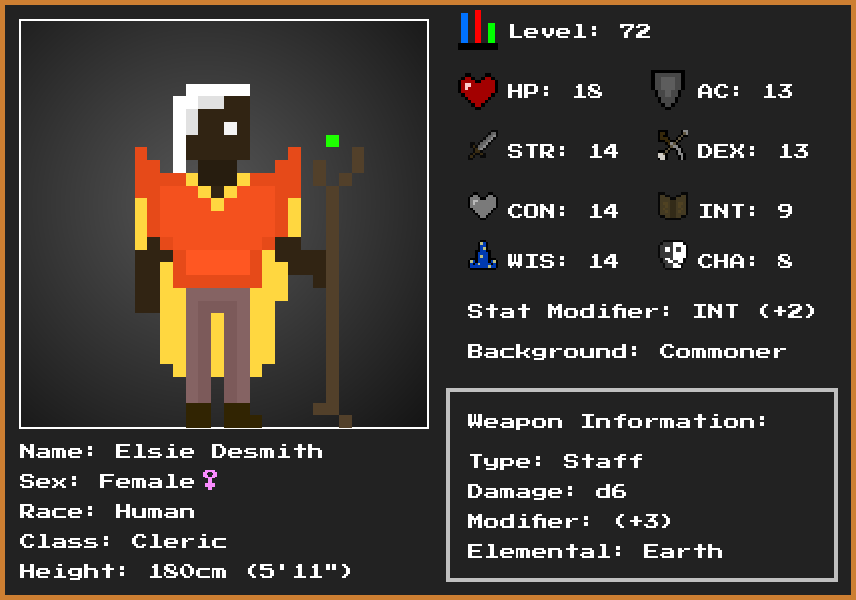 Level: 72
HP: 18
AC: 13
STR: 14
DEX: 13
CON: 14
INT: 9
WIS: 14
CHA: 8
Stat Modifier: INT (+2)
Background: Commoner
Weapon Information:
Type: Staff
Damage: d6
Modifier: (+3)
Elemental: Earth
Name: Elsie Desmith
Sex: Female♀
Race: Human
Class: Cleric
Height: 180cm (5'11")